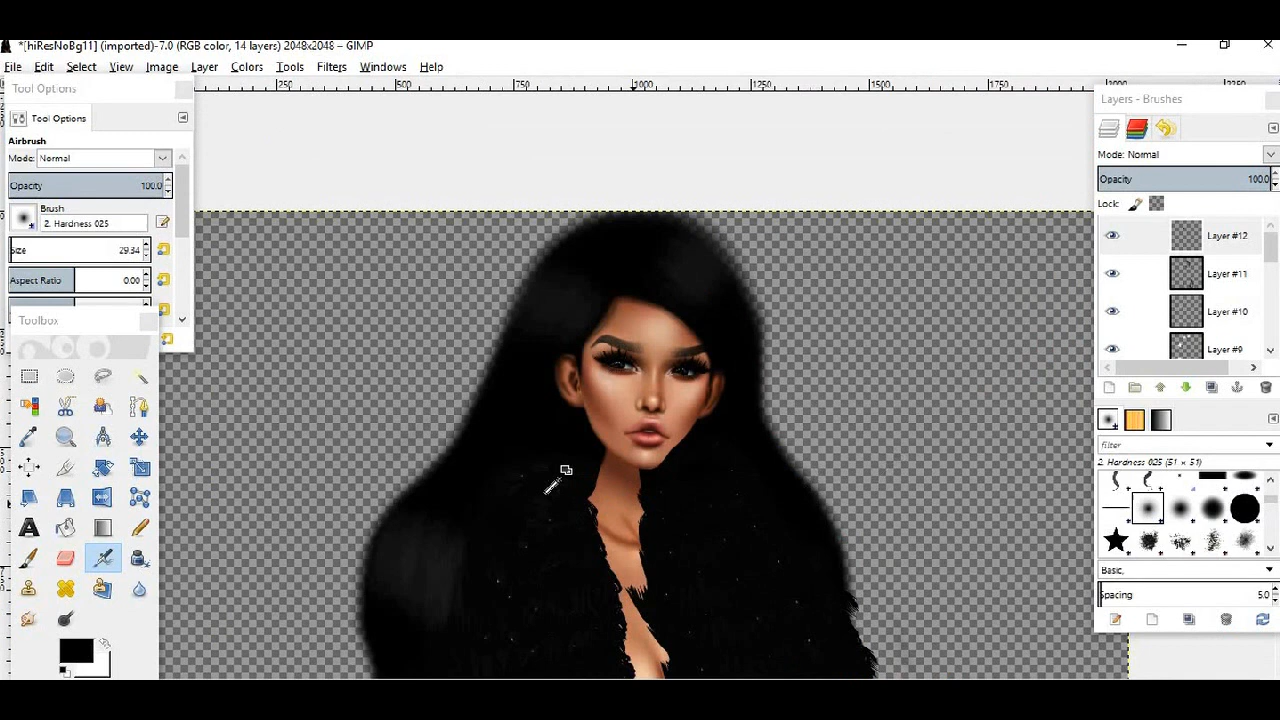 *[hiResNoBg11] (imported)-7.0 (RGB color, 14 layers) 2048x2048 – GIMP
File Edit Select View Image Layer Colors Tools Filters Windows Help
Tool Options
250 500 750 1000 1250 1500 1750
Layers - Brushes
Tool Options
Airbrush
Mode: Normal
Opacity 100.0
Brush
2. Hardness 025
Size 29.34
Aspect Ratio 0.00
Toolbox
Mode: Normal
Opacity 100.0
Lock:
Layer #12
Layer #11
Layer #10
Layer #9
filter
2. Hardness 025 (51 × 51)
Basic,
Spacing 5.0